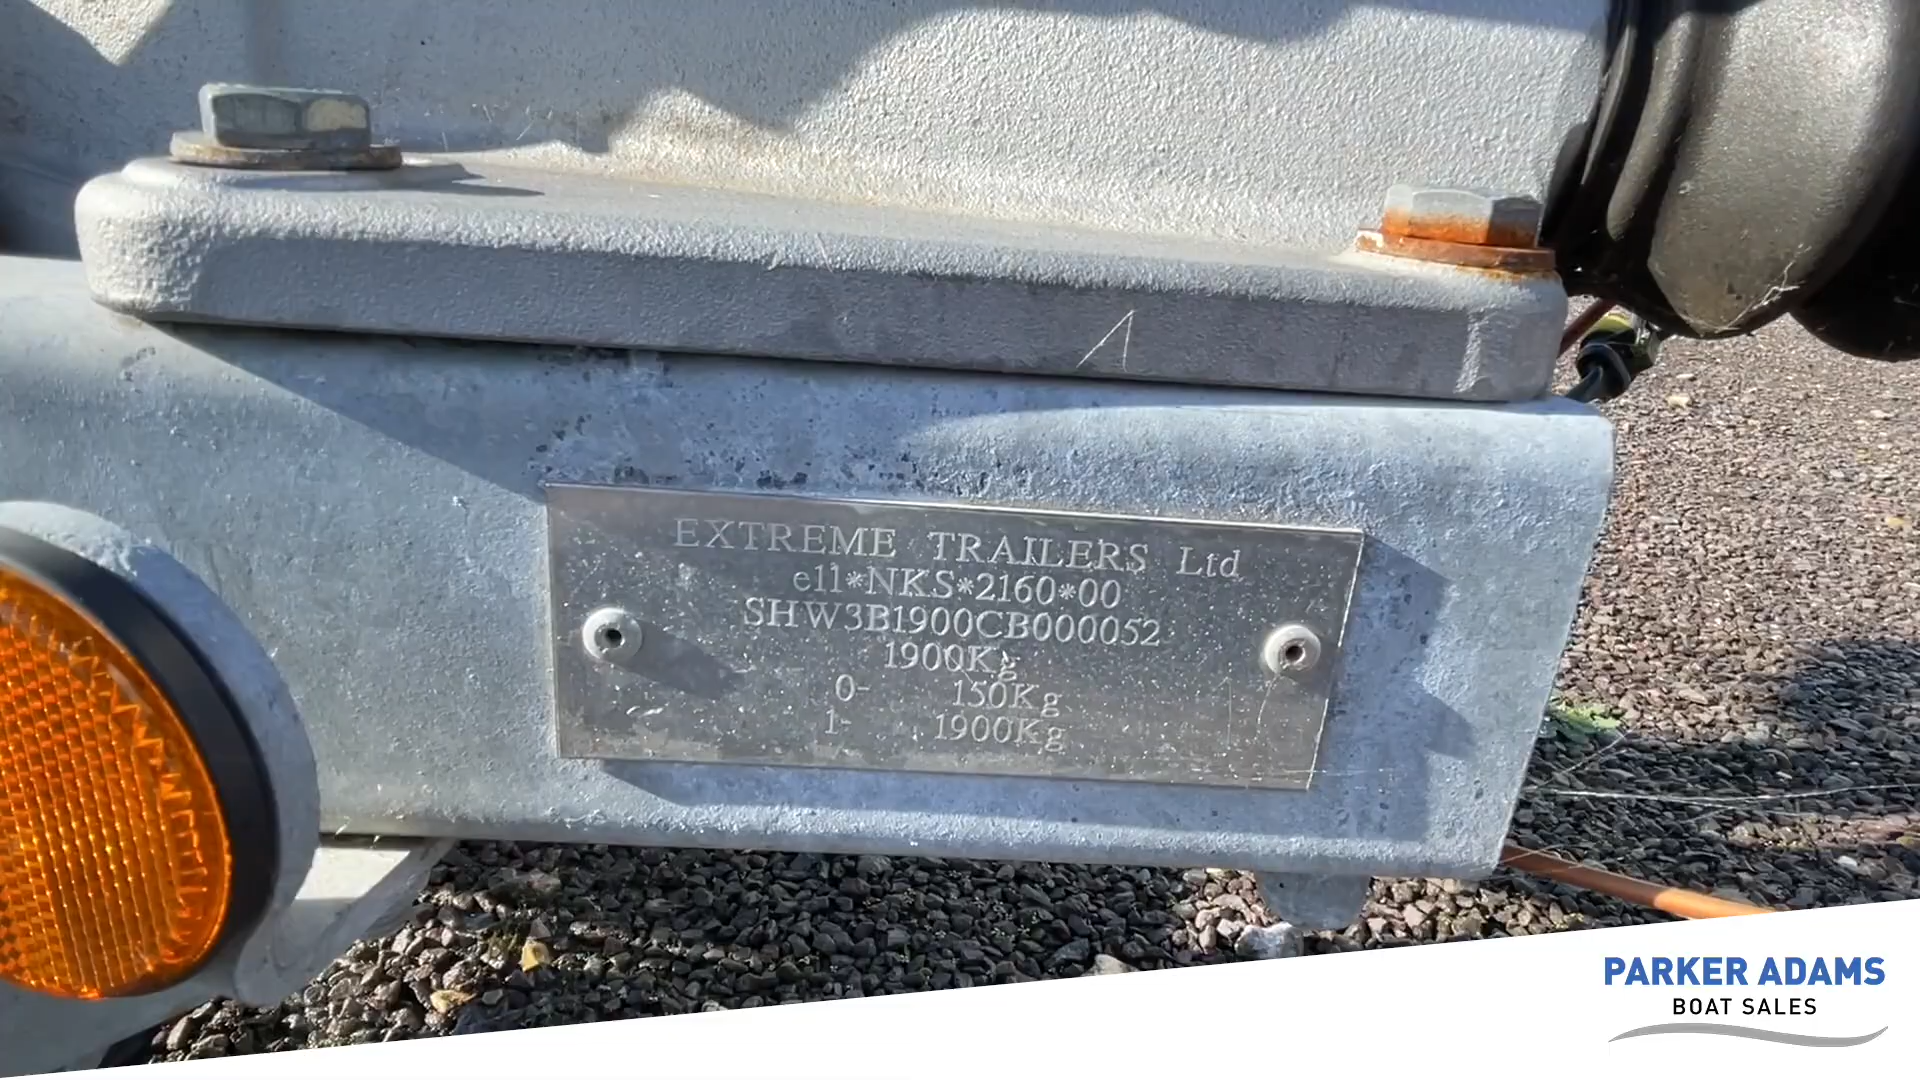 EXTREME TRAILERS Ltd
e11*NKS*2160*00
SHW3B1900CB000052
1900Kg
0- 150Kg
1- 1900Kg
PARKER ADAMS
BOAT SALES